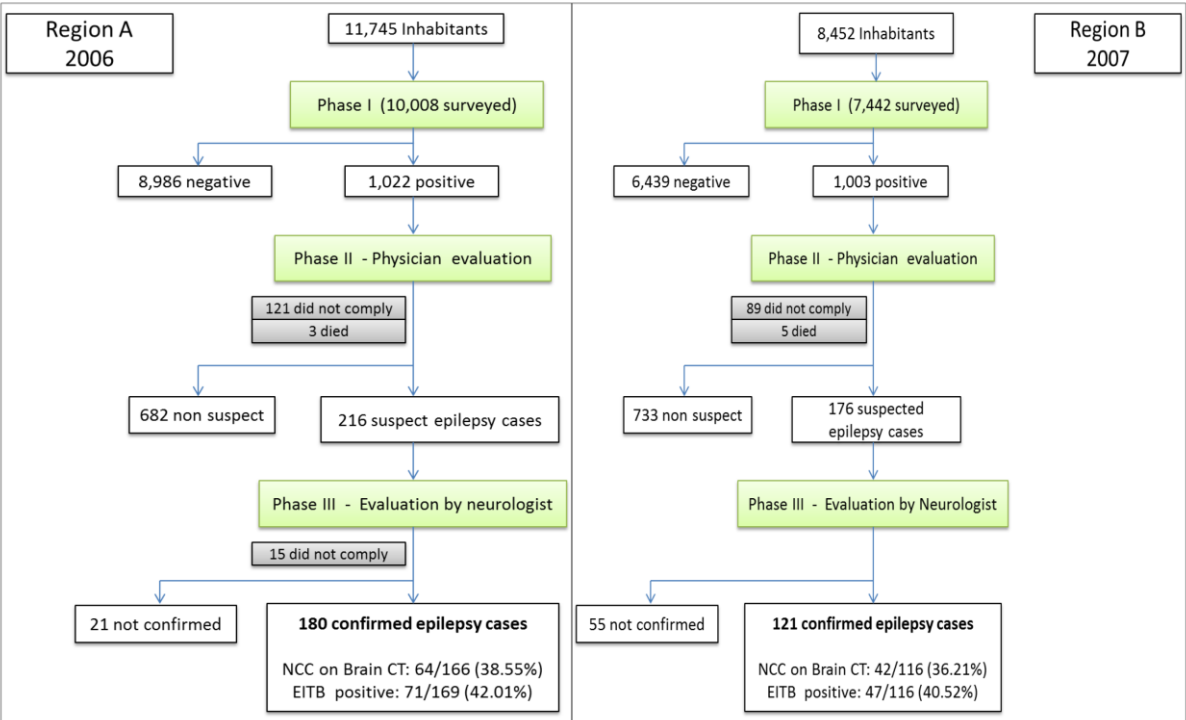 Region A
2006
11,745 Inhabitants
Phase I (10,008 surveyed)
8,986 negative
1,022 positive
Phase II - Physician evaluation
121 did not comply
3 died
682 non suspect
216 suspect epilepsy cases
Phase III - Evaluation by neurologist
15 did not comply
21 not confirmed
180 confirmed epilepsy cases
NCC on Brain CT: 64/166 (38.55%)
EITB positive: 71/169 (42.01%)
Region B
2007
8,452 Inhabitants
Phase I (7,442 surveyed)
6,439 negative
1,003 positive
Phase II - Physician evaluation
89 did not comply
5 died
733 non suspect
176 suspected
epilepsy cases
Phase III - Evaluation by Neurologist
55 not confirmed
121 confirmed epilepsy cases
NCC on Brain CT: 42/116 (36.21%)
EITB positive: 47/116 (40.52%)